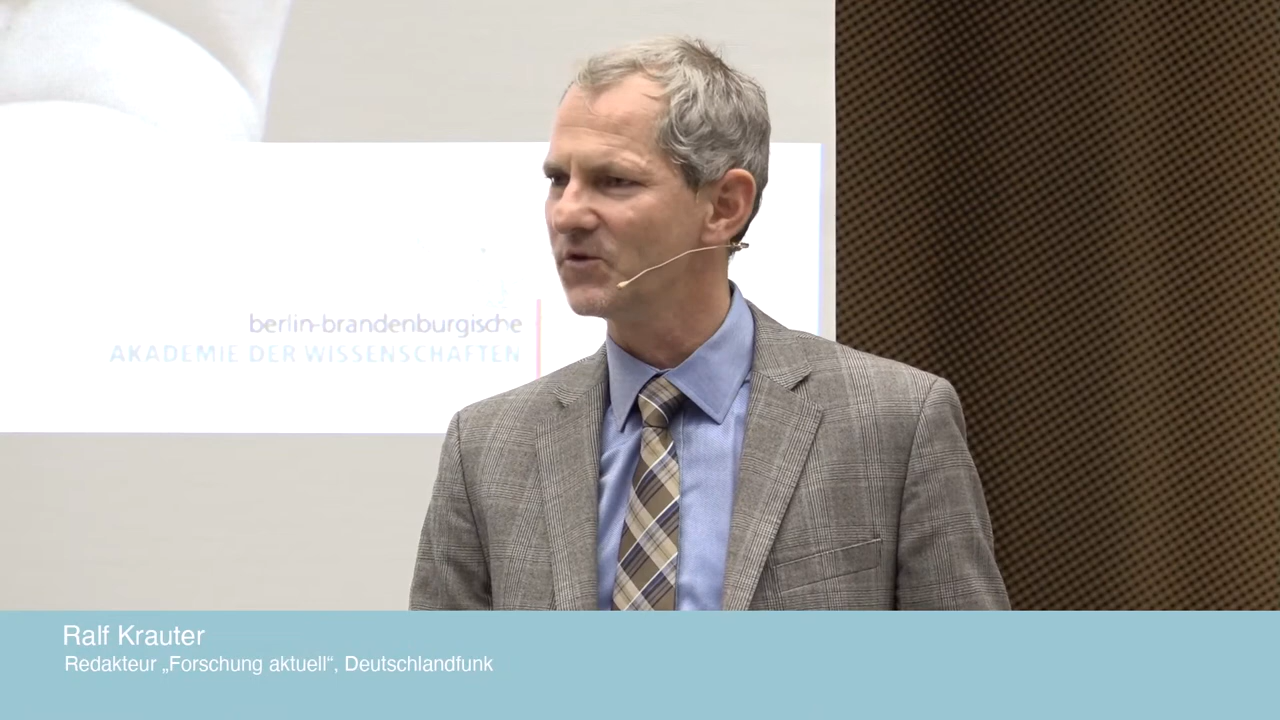 berlin-brandenburgische
AKADEMIE DER WISSENSCHAFTEN
Ralf Krauter
Redakteur „Forschung aktuell“, Deutschlandfunk